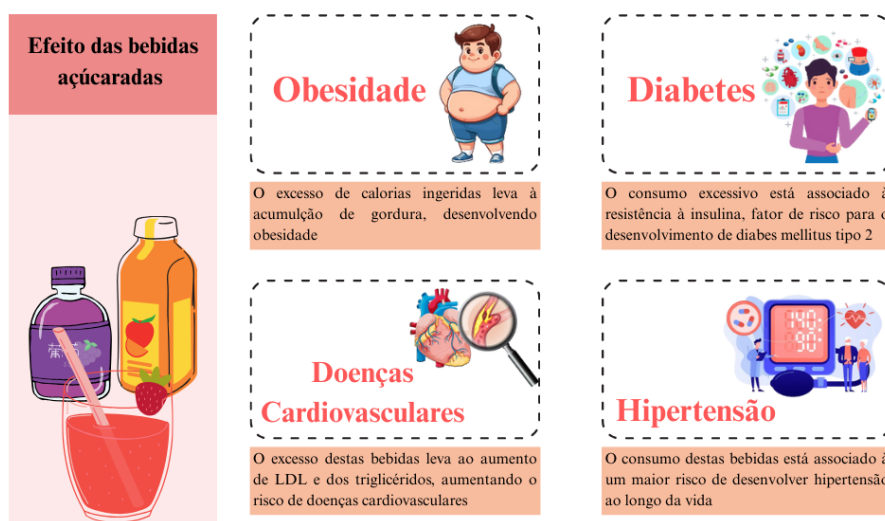 Efeito das bebidas
açúcaradas
Obesidade
O excesso de calorias ingeridas leva à
acumulção de gordura, desenvolvendo
obesidade
Diabetes
O consumo excessivo está associado à
resistência à insulina, fator de risco para o
desenvolvimento de diabes mellitus tipo 2
Doenças
Cardiovasculares
O excesso destas bebidas leva ao aumento
de LDL e dos triglicéridos, aumentando o
risco de doenças cardiovasculares
140
90
Hipertensão
O consumo destas bebidas está associado à
um maior risco de desenvolver hipertensão
ao longo da vida